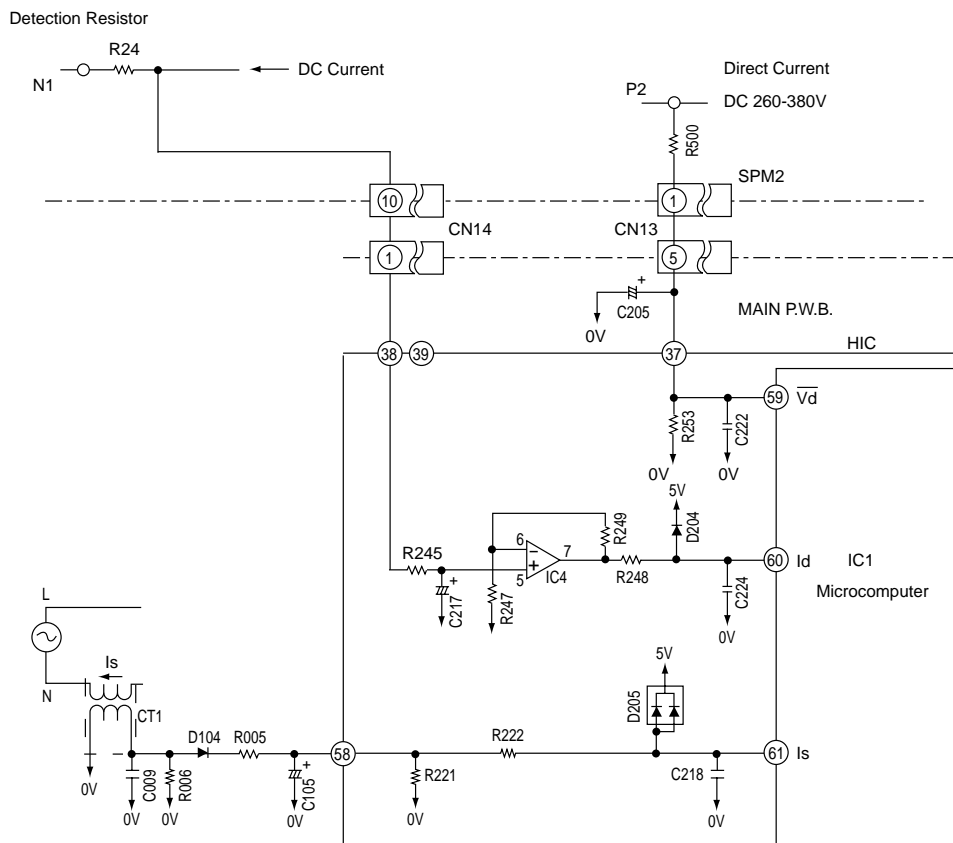 Detection Resistor
R24
N1
DC Current
Direct Current
P2
DC 260-380V
R500
SPM2
10
1
CN14
CN13
1
5
+
C205
0V
MAIN P.W.B.
38
39
37
HIC
59
Vd
R253
C222
0V
0V
5V
D204
R249
6
−
7
+
5
IC4
R245
R248
60
Id
IC1
Microcomputer
+
C217
R247
C224
0V
L
N
Is
CT1
5V
D205
D104
R005
58
R222
61
Is
0V
C009
R006
+
C105
R221
C218
0V
0V
0V
0V
0V